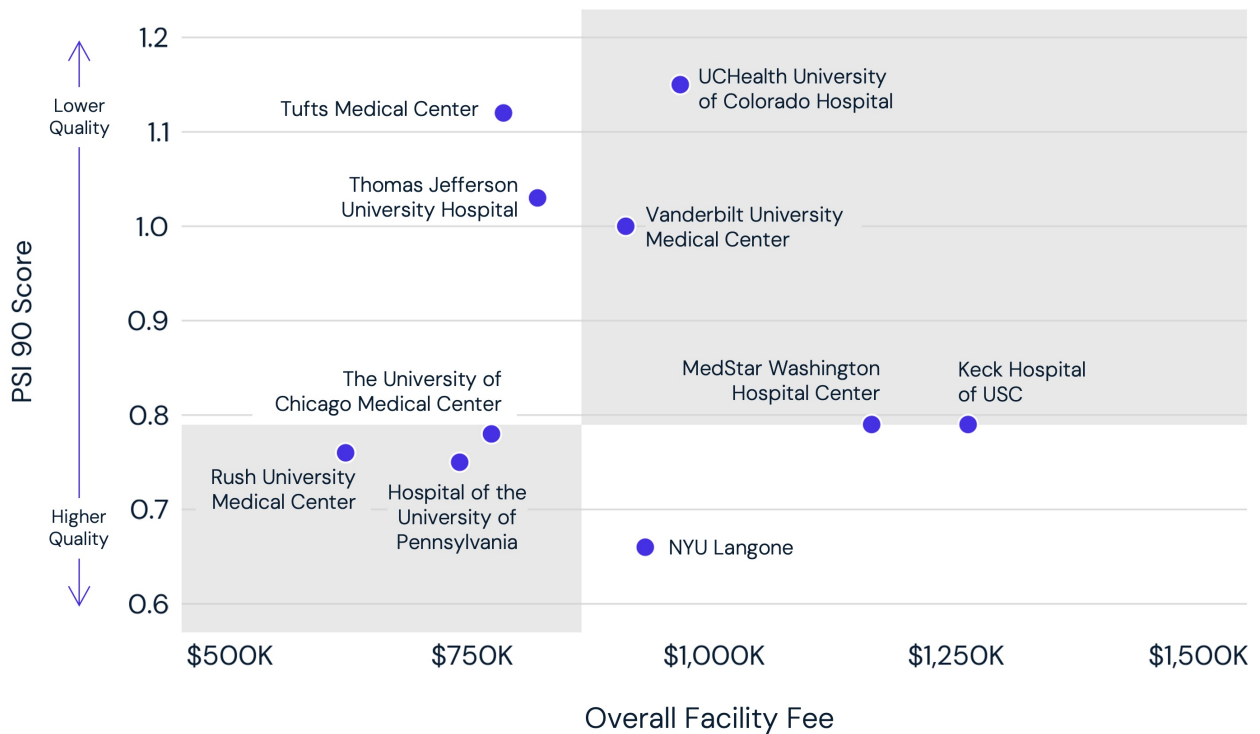 1.2
UCHealth University
of Colorado Hospital
Lower
Quality
Tufts Medical Center
1.1
Thomas Jefferson
University Hospital
Vanderbilt University
Medical Center
1.0
PSI 90 Score
0.9
The University of
Chicago Medical Center
MedStar Washington
Hospital Center
Keck Hospital
of USC
0.8
Rush University
Medical Center
Hospital of the
University of
Pennsylvania
0.7
Higher
Quality
NYU Langone
0.6
$500K
$750K
$1,000K
$1,250K
$1,500K
Overall Facility Fee